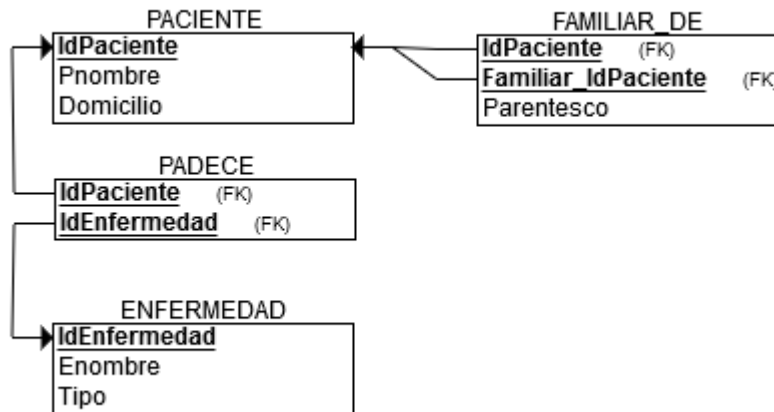 PACIENTE
IdPaciente
Pnombre
Domicilio
FAMILIAR_DE
IdPaciente (FK)
Familiar_IdPaciente (FK)
Parentesco
PADECE
IdPaciente (FK)
IdEnfermedad (FK)
ENFERMEDAD
IdEnfermedad
Enombre
Tipo